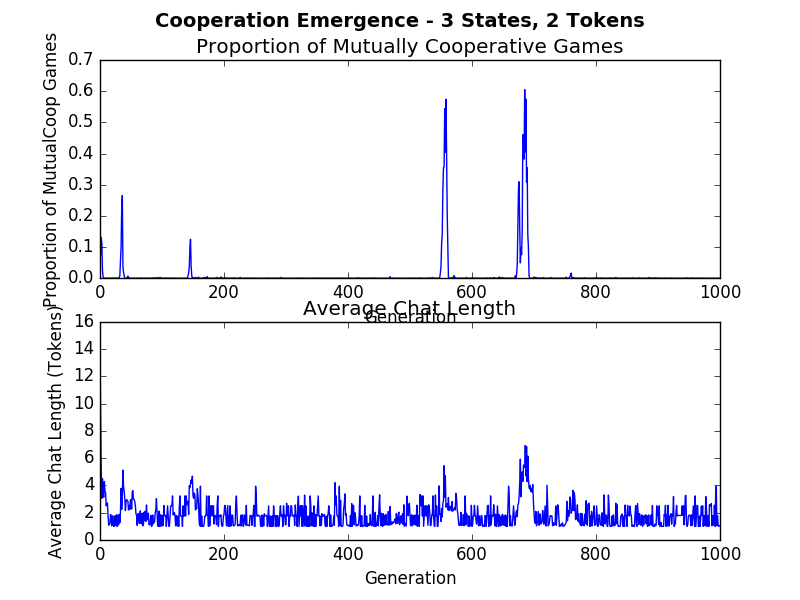 Cooperation Emergence - 3 States, 2 Tokens
Proportion of Mutually Cooperative Games
Proportion of MutualCoop Games
0.7
0.6
0.5
0.4
0.3
0.2
0.1
0.0
0 200 400 600 800 1000
Generation
Average Chat Length
Average Chat Length (Tokens)
16
14
12
10
8
6
4
2
0
0 200 400 600 800 1000
Generation